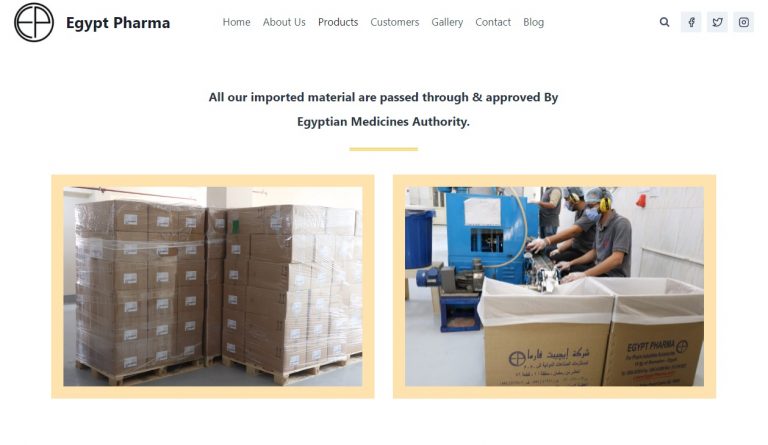 Egypt Pharma
Home About Us Products Customers Gallery Contact Blog
All our imported material are passed through & approved By
Egyptian Medicines Authority.
شركة إيجيبت فارما
EGYPT PHARMA